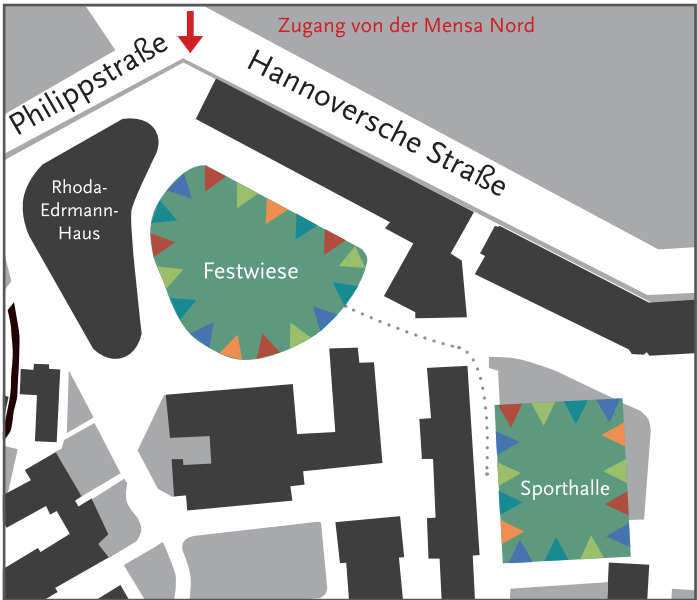 Zugang von der Mensa Nord
Philippstraße
Hannoversche Straße
Rhoda-
Edrmann-
Haus
Festwiese
Sporthalle